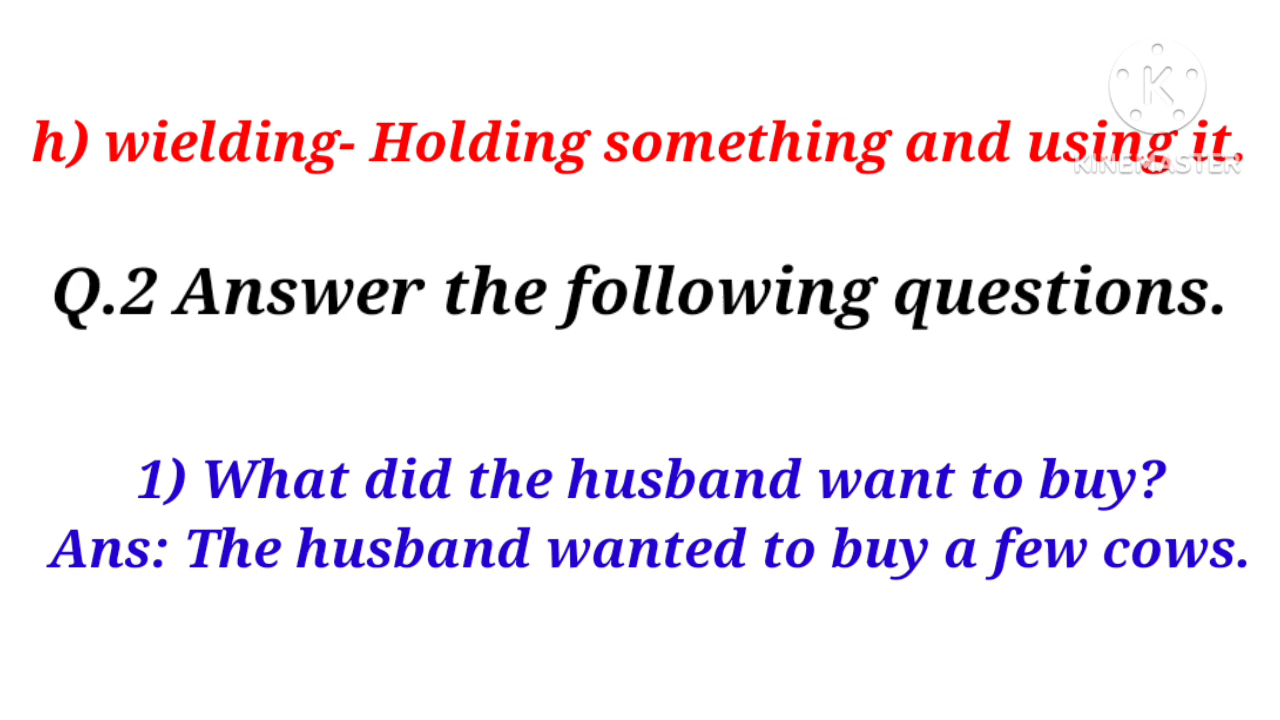 h) wielding- Holding something and using it.
KINEMASTER
Q.2 Answer the following questions.
1) What did the husband want to buy?
Ans: The husband wanted to buy a few cows.